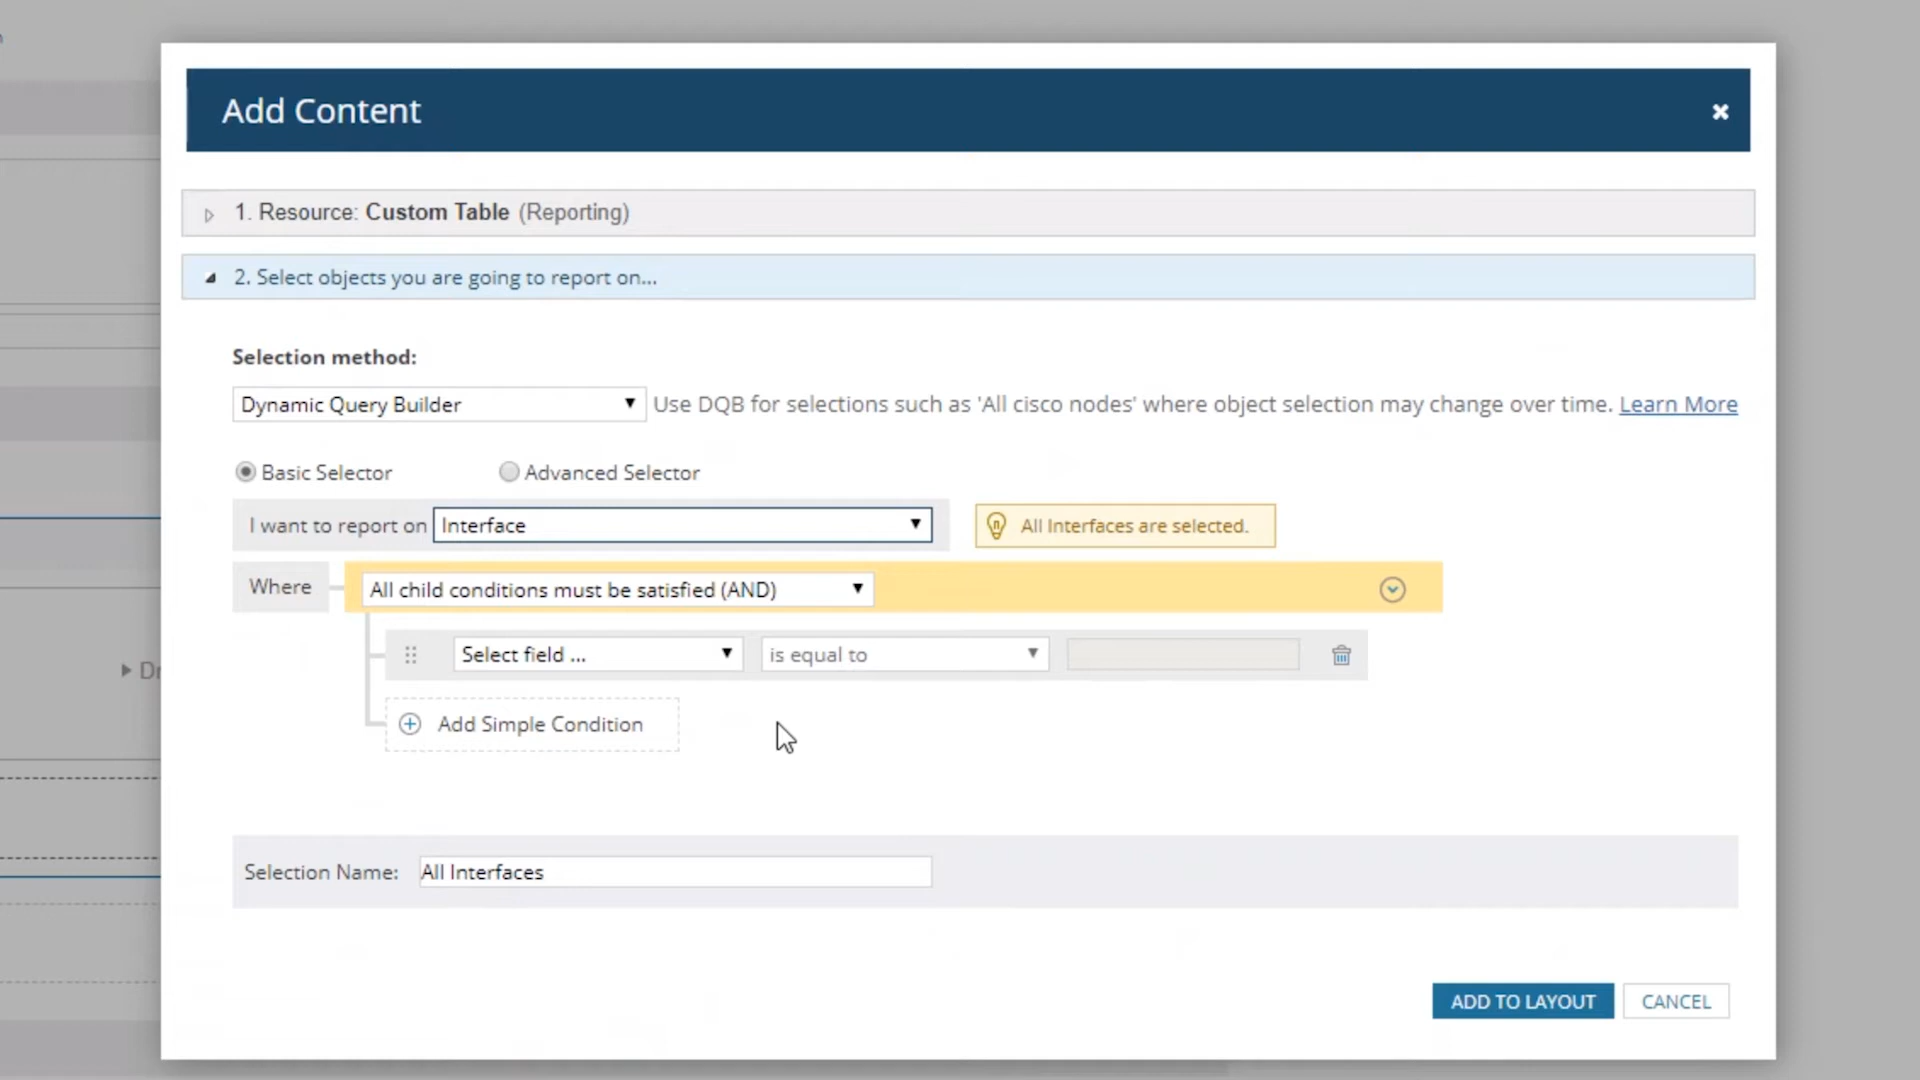 Add Content
1. Resource: Custom Table (Reporting)
2. Select objects you are going to report on...
Selection method:
Dynamic Query Builder Use DQB for selections such as 'All cisco nodes' where object selection may change over time. Learn More
Basic Selector Advanced Selector
I want to report on Interface All Interfaces are selected.
Where All child conditions must be satisfied (AND)
Select field ... is equal to
Dr
Add Simple Condition
Selection Name: All Interfaces
ADD TO LAYOUT CANCEL